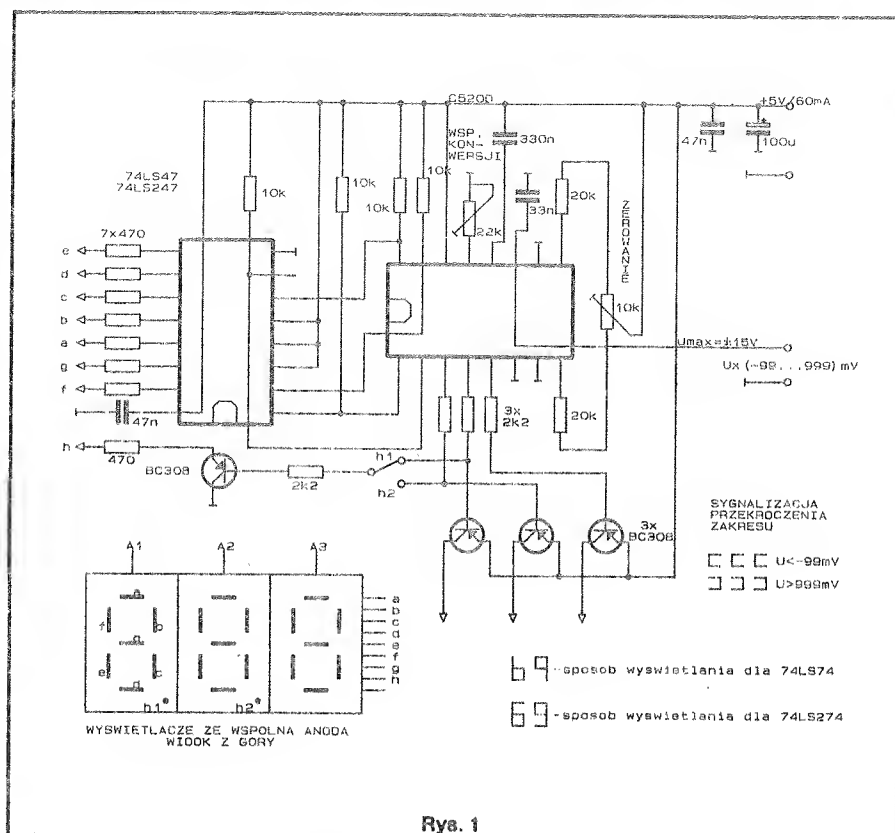 C520D
+5V/60mA
WSP.
KON-
WERSJI
330n
47n
100u
74LS47
74LS247
10k
10k
10k
10k
22k
33n
20k
ZEROWANIE
10k
7x470
e
d
c
b
a
g
f
47n
h
470
BC308
2k2
h1
h2
3x
2k2
20k
Umax=±15V
Ux (-99...999) mV
3x
BC308
SYGNALIZACJA
PRZEKROCZENIA
ZAKRESU
U<-99mV
U>999mV
A1
A2
A3
a
f
b
g
e
c
d
h1
h2
a
b
c
d
e
f
g
h
WYSWIETLACZE ZE WSPOLNA ANODA
WIDOK Z GORY
69 -sposob wyswietlania dla 74LS74
69 -sposob wyswietlania dla 74LS274
Rys. 1